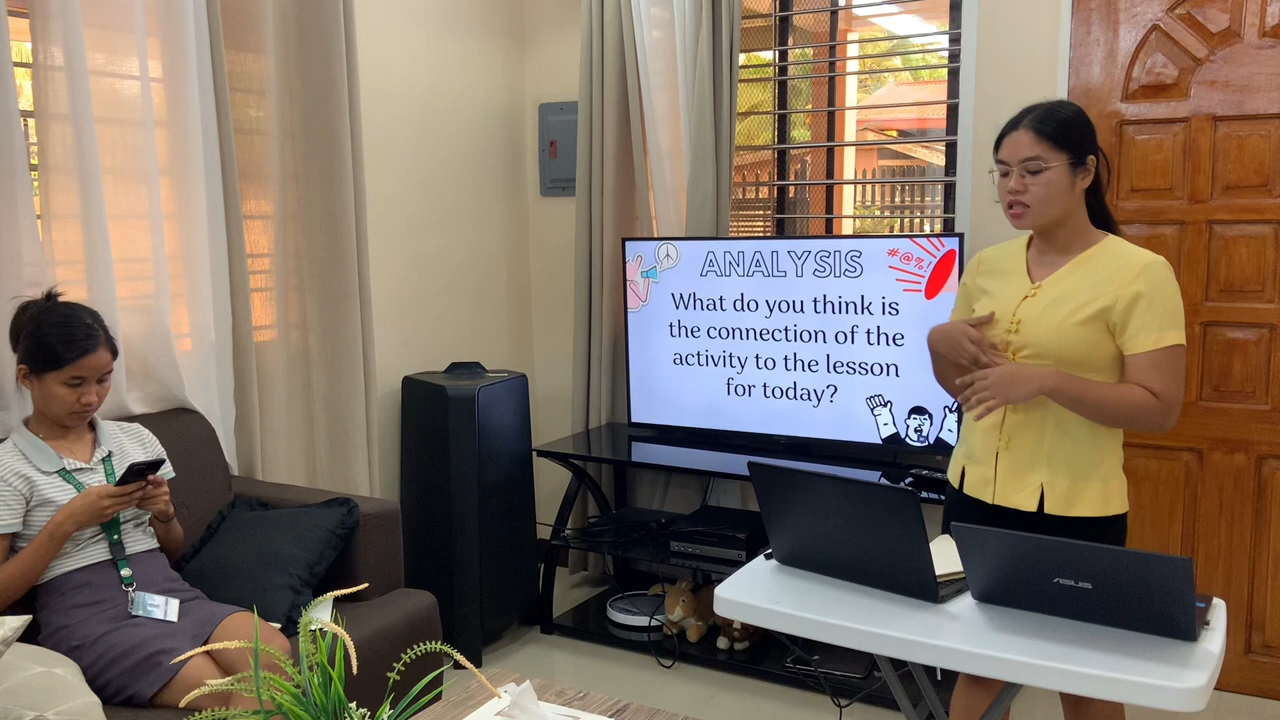 ANALYSIS
#@%!
What do you think is
the connection of the
activity to the lesson
for today?
ASUS